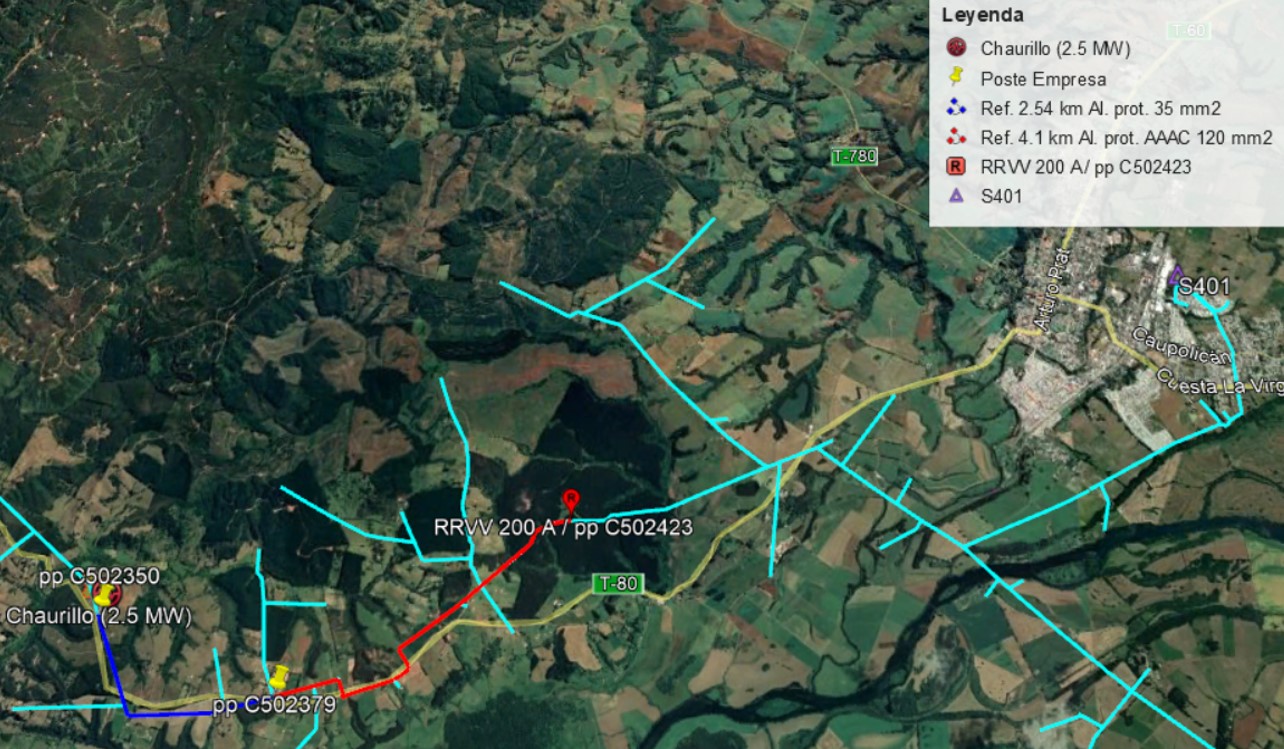 Leyenda
Chaurillo (2.5 MW)
Poste Empresa
Ref. 2.54 km Al. prot. 35 mm2
Ref. 4.1 km Al. prot. AAAC 120 mm2
R RRVV 200 A/ pp C502423
S401
T-60
T-780
Arturo Prat
S401
Caupolicán
Cuesta La Virg
R
RRVV 200 A / pp C502423
T-80
pp C502350
Chaurillo (2.5 MW)
pp C502379